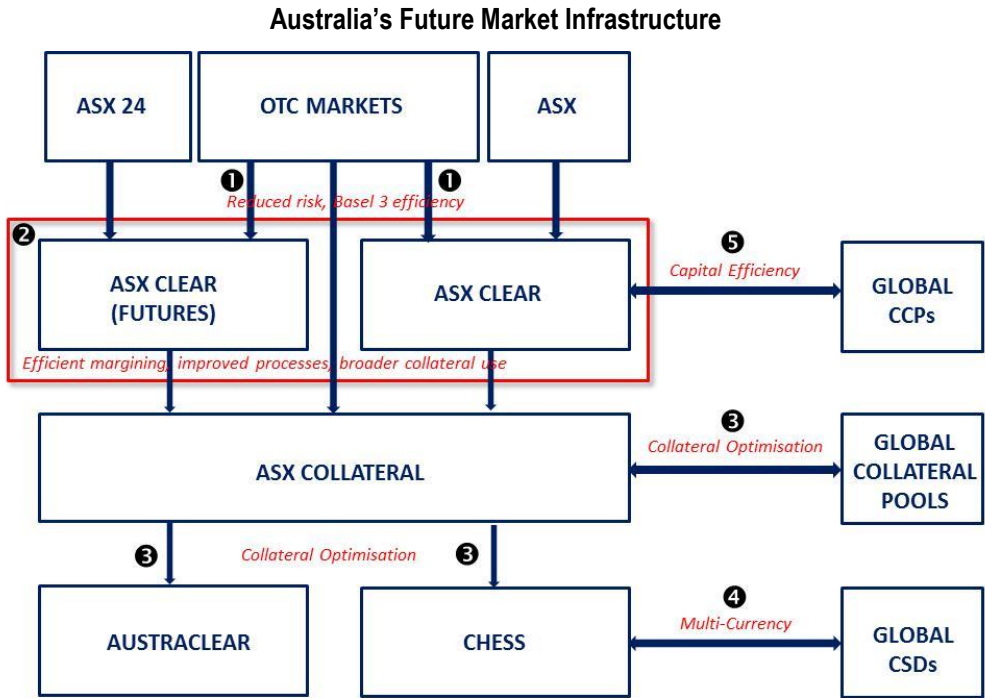 Australia's Future Market Infrastructure
ASX 24
OTC MARKETS
ASX
❶
❶
Reduced risk, Basel 3 efficiency
❷
ASX CLEAR
(FUTURES)
ASX CLEAR
❺
Capital Efficiency
GLOBAL
CCPs
Efficient margining, improved processes, broader collateral use
ASX COLLATERAL
❸
Collateral Optimisation
GLOBAL
COLLATERAL
POOLS
❸
Collateral Optimisation
❸
AUSTRACLEAR
CHESS
❹
Multi-Currency
GLOBAL
CSDs